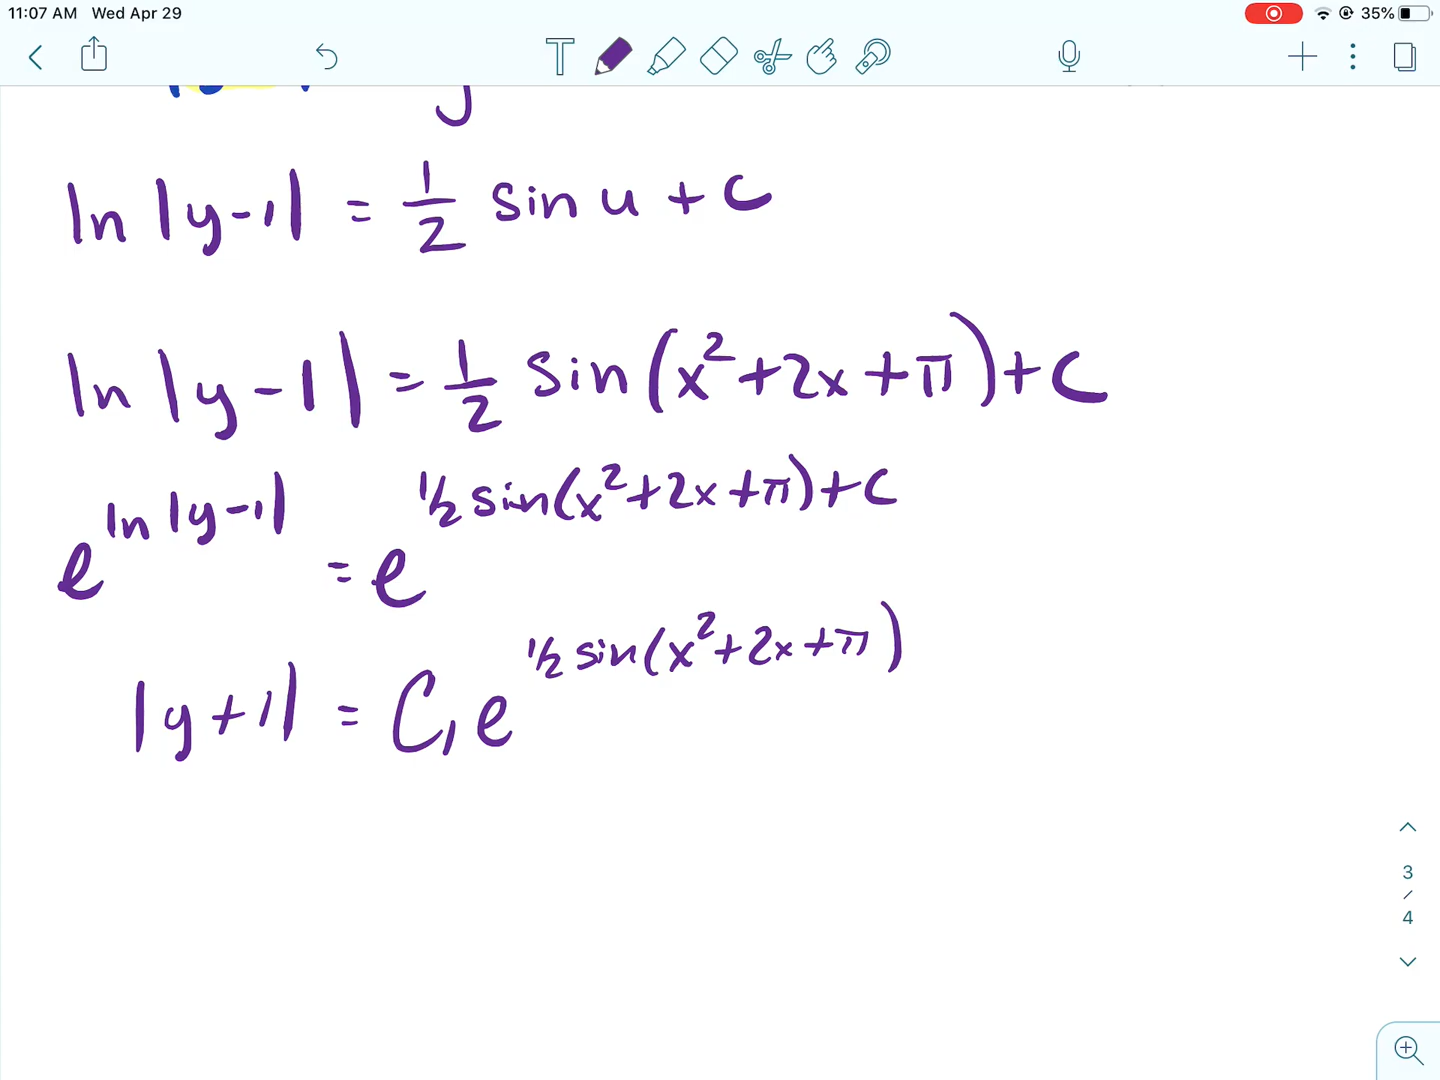 11:07 AM Wed Apr 29
35%
T
y
ln |y-1| = 1/2 sin u + C
ln |y-1| = 1/2 sin(x²+2x+π)+C
e^(ln |y-1|) = e^(1/2 sin(x²+2x+π)+C)
|y+1| = C₁e^(1/2 sin(x²+2x+π))
3
/
4